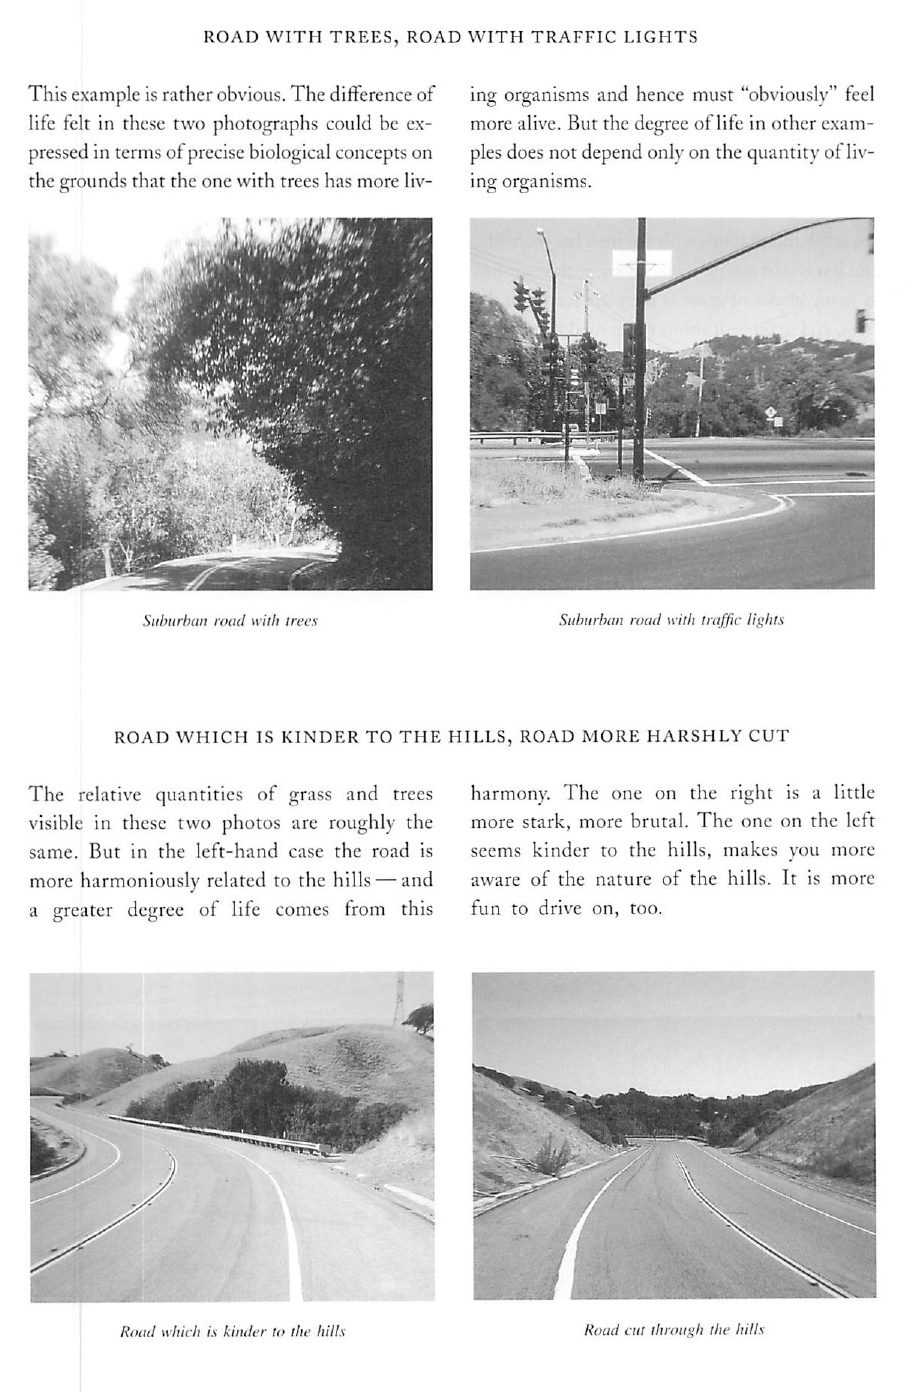 ROAD WITH TREES, ROAD WITH TRAFFIC LIGHTS
This example is rather obvious. The difference of
life felt in these two photographs could be ex-
pressed in terms of precise biological concepts on
the grounds that the one with trees has more liv-
ing organisms and hence must “obviously” feel
more alive. But the degree of life in other exam-
ples does not depend only on the quantity of liv-
ing organisms.
Suburban road with trees
Suburban road with traffic lights
ROAD WHICH IS KINDER TO THE HILLS, ROAD MORE HARSHLY CUT
The relative quantities of grass and trees
visible in these two photos are roughly the
same. But in the left-hand case the road is
more harmoniously related to the hills — and
a greater degree of life comes from this
harmony. The one on the right is a little
more stark, more brutal. The one on the left
seems kinder to the hills, makes you more
aware of the nature of the hills. It is more
fun to drive on, too.
Road which is kinder to the hills
Road cut through the hills